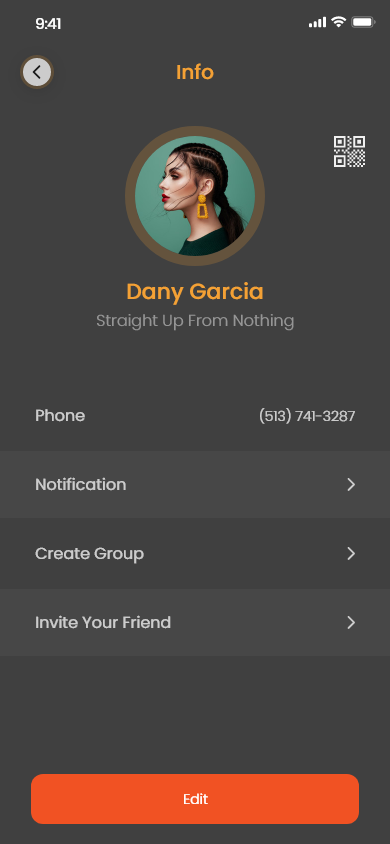 9:41
Info
Dany Garcia
Straight Up From Nothing
Phone (513) 741-3287
Notification
Create Group
Invite Your Friend
Edit